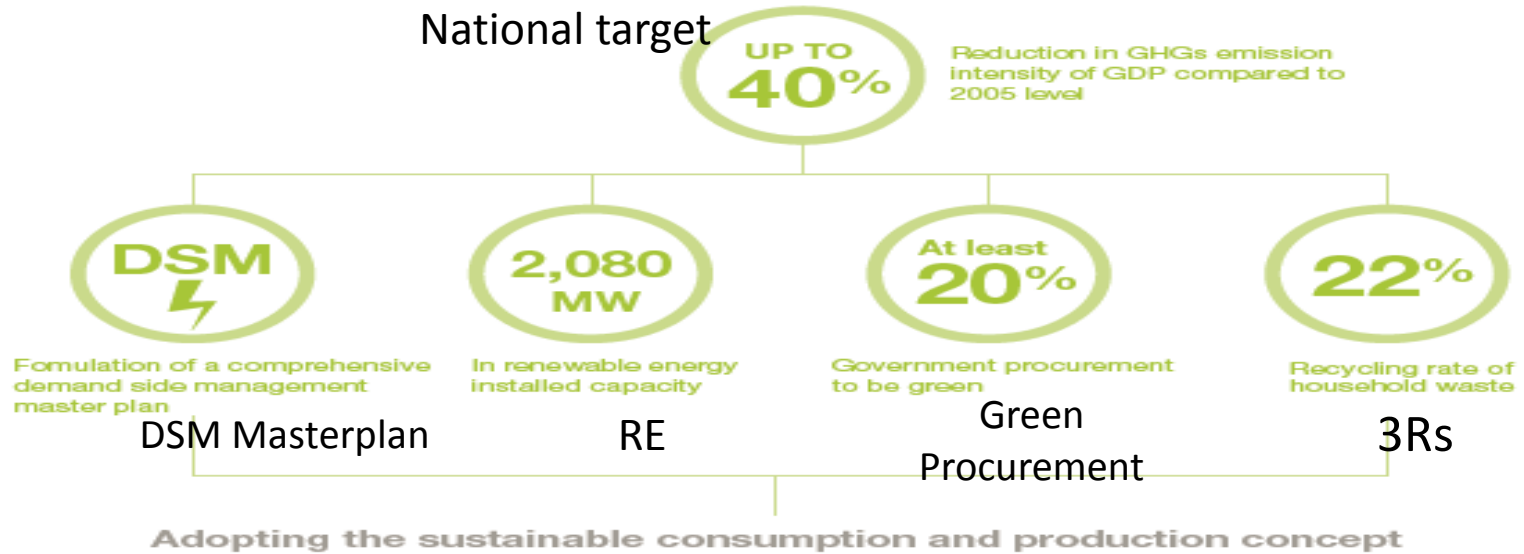 National target
UP TO
40%
Reduction in GHGs emission
intensity of GDP compared to
2005 level
DSM
Fomulation of a comprehensive
demand side management
master plan
DSM Masterplan
2,080
MW
In renewable energy
installed capacity
RE
At least
20%
Government procurement
to be green
Green
Procurement
22%
Recycling rate of
household waste
3Rs
Adopting the sustainable consumption and production concept